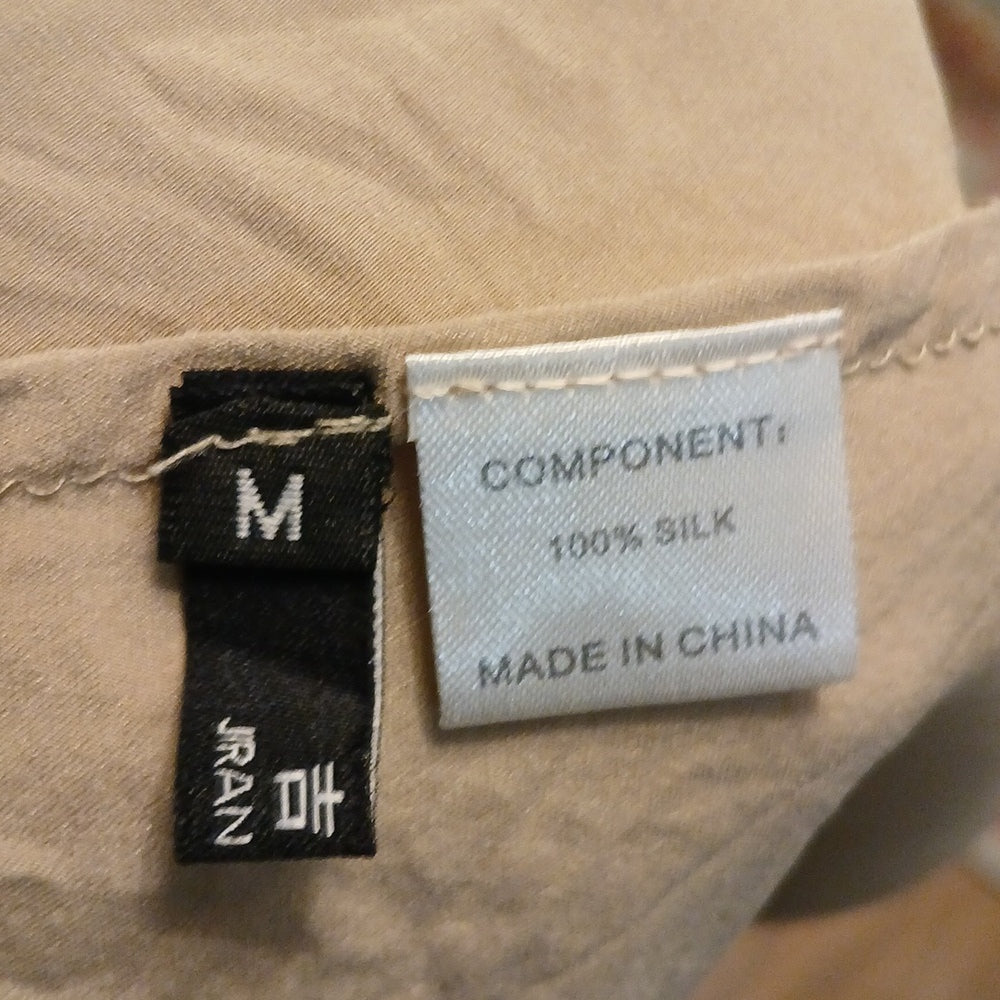 M
吉
JRAN
COMPONENT:
100% SILK
MADE IN CHINA